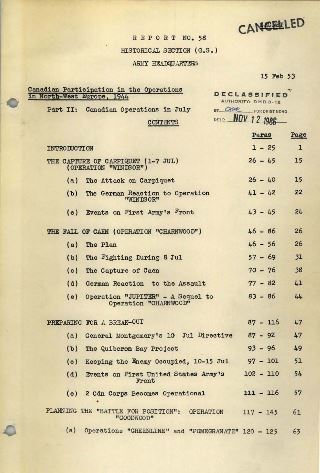 CANCELLED
REPORT NO. 58
HISTORICAL SECTION (G.S.)
ARMY HEADQUARTERS
15 Feb 53
Canadian Participation in the Operations
in North-West Europe, 1944
Part II: Canadian Operations in July
DECLASSIFIED
AUTHORITY
NOV 12 1986
CONTENTS
Paras Page
INTRODUCTION 1 - 25 1
THE CAPTURE OF CARPIQUET (1-7 JUL) 26 - 45 15
(OPERATION "WINDSOR")
(a) The Attack on Carpiquet 26 - 40 15
(b) The German Reaction to Operation 41 - 42 22
"WINDSOR"
(c) Events on First Army's Front 43 - 45 24
THE FALL OF CAEN (OPERATION "CHARNWOOD") 46 - 86 26
(a) The Plan 46 - 56 26
(b) The Fighting During 8 Jul 57 - 69 31
(c) The Capture of Caen 70 - 76 38
(d) German Reaction to the Assault 77 - 82 41
(e) Operation "JUPITER" - A Sequel to 83 - 86 44
Operation "CHARNWOOD"
PREPARING FOR A BREAK-OUT 87 - 116 47
(a) General Montgomery's 10 Jul Directive 87 - 92 47
(b) The Quiberon Bay Project 93 - 96 49
(c) Keeping the Enemy Occupied, 10-15 Jul 97 - 101 51
(d) Events on First United States Army's 102 - 110 54
Front
(e) 2 Cdn Corps Becomes Operational 111 - 116 57
PLANNING THE "BATTLE FOR POSITION": OPERATION 117 - 143 61
"GOODWOOD"
(a) Operations "GREENLINE" and "POMEGRANATE" 120 - 125 63